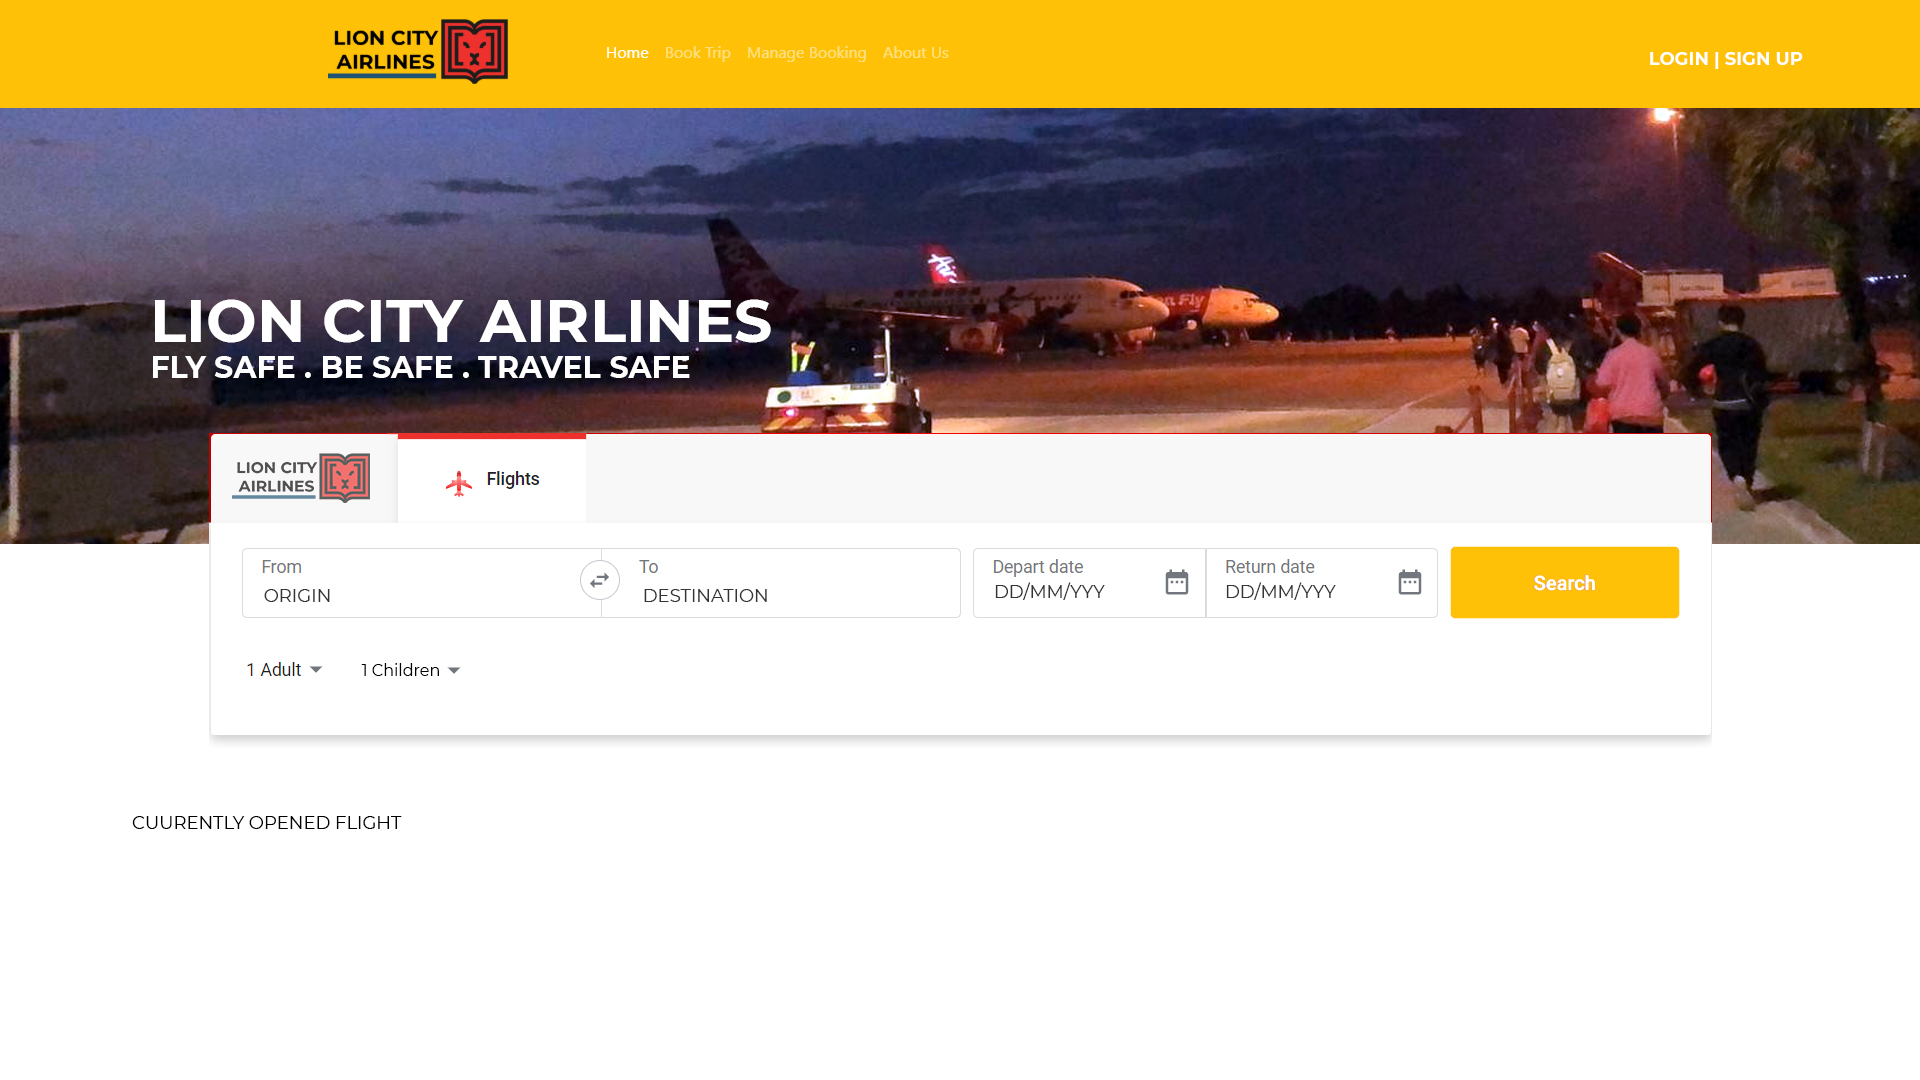 LION CITY
AIRLINES
Home Book Trip Manage Booking About Us
LOGIN | SIGN UP
LION CITY AIRLINES
FLY SAFE . BE SAFE . TRAVEL SAFE
LION CITY
AIRLINES
Flights
From
ORIGIN
To
DESTINATION
Depart date
DD/MM/YYY
Return date
DD/MM/YYY
Search
1 Adult
1 Children
CUURENTLY OPENED FLIGHT